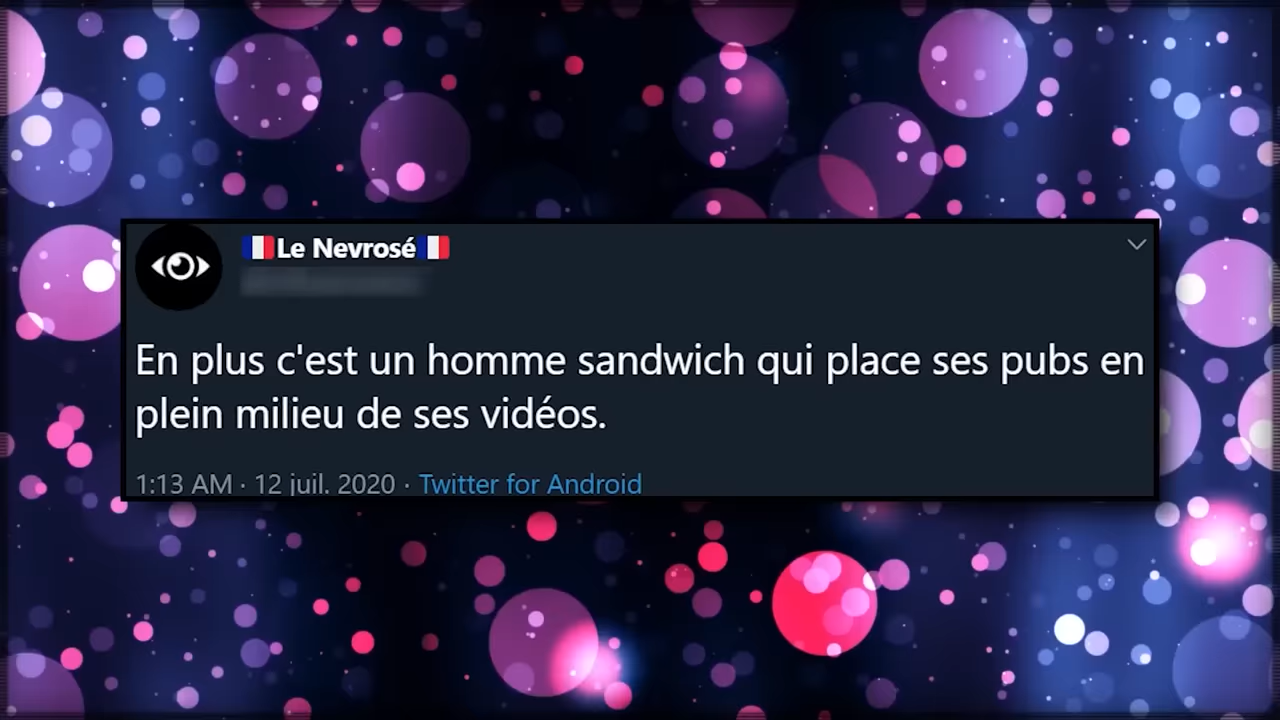 🇫🇷Le Nevrosé🇫🇷
En plus c'est un homme sandwich qui place ses pubs en
plein milieu de ses vidéos.
1:13 AM · 12 juil. 2020 · Twitter for Android